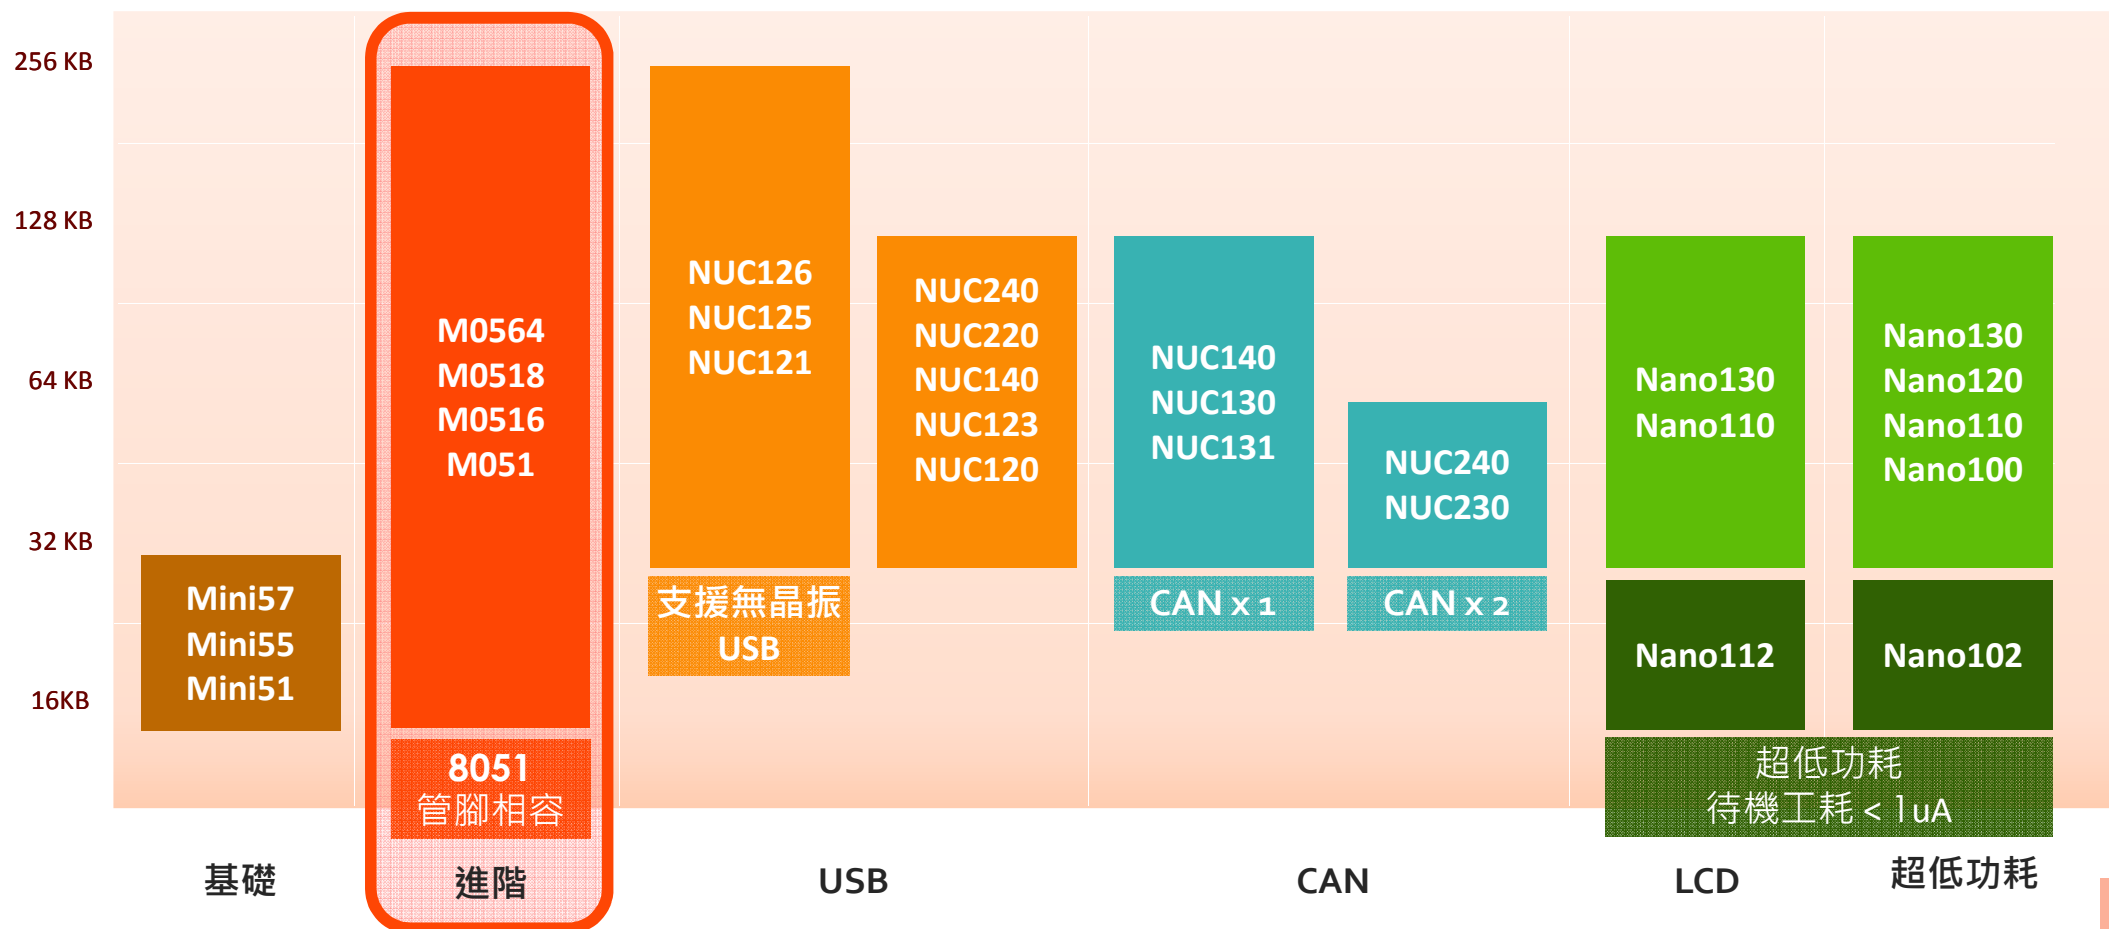 256 KB
128 KB
64 KB
32 KB
16KB
Mini57
Mini55
Mini51
基礎
M0564
M0518
M0516
M051
8051
管腳相容
進階
NUC126
NUC125
NUC121
支援無晶振
USB
NUC240
NUC220
NUC140
NUC123
NUC120
USB
NUC140
NUC130
NUC131
CAN x 1
NUC240
NUC230
CAN x 2
CAN
Nano130
Nano110
Nano112
LCD
Nano130
Nano120
Nano110
Nano100
Nano102
超低功耗
待機工耗 < 1uA
超低功耗